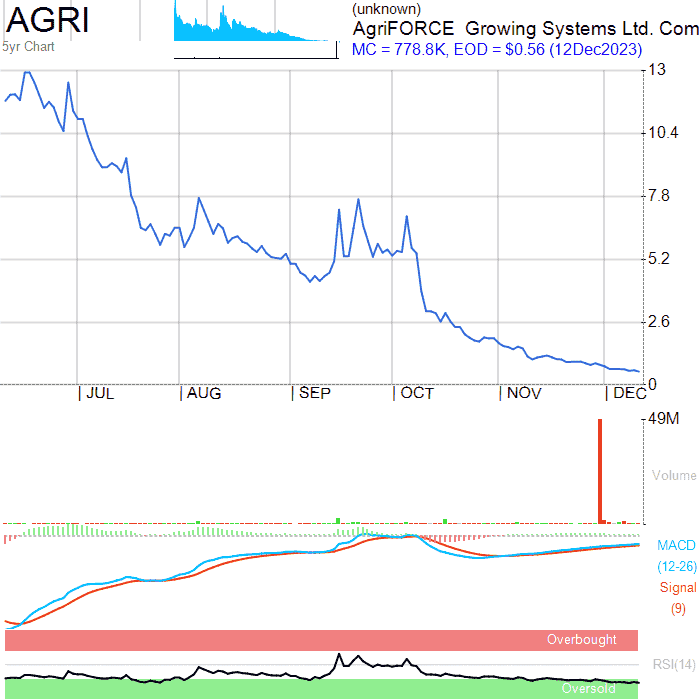 AGRI
5yr Chart
(unknown)
AgriFORCE Growing Systems Ltd. Com
MC = 778.8K, EOD = $0.56 (12Dec2023)
13
10.4
7.8
5.2
2.6
0
JUL
AUG
SEP
OCT
NOV
DEC
49M
Volume
MACD
(12-26)
Signal
(9)
Overbought
RSI(14)
Oversold